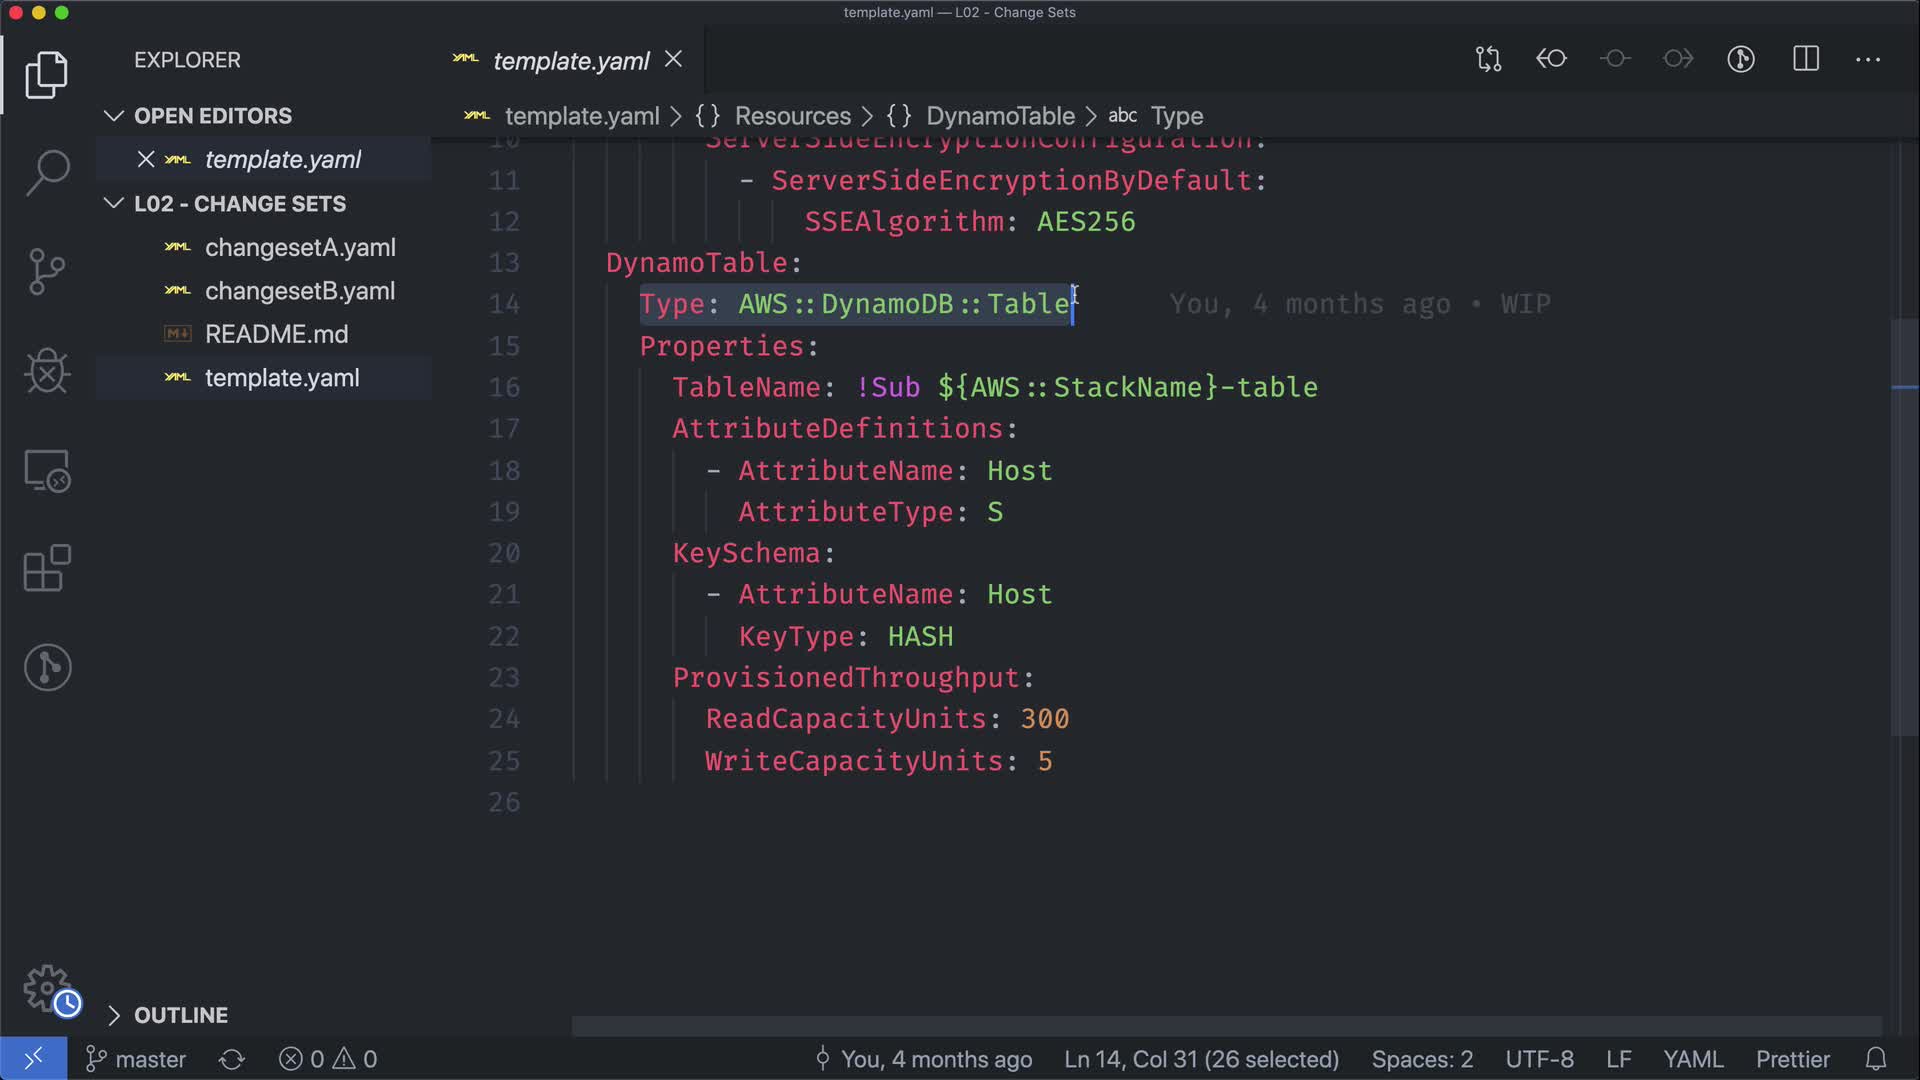 template.yaml — L02 - Change Sets
EXPLORER
template.yaml
OPEN EDITORS
template.yaml > {} Resources > {} DynamoTable > abc Type
template.yaml
L02 - CHANGE SETS
changesetA.yaml
changesetB.yaml
README.md
template.yaml
10 ServerSideEncryptionConfiguration:
11 - ServerSideEncryptionByDefault:
12 SSEAlgorithm: AES256
13 DynamoTable:
14 Type: AWS::DynamoDB::Table You, 4 months ago • WIP
15 Properties:
16 TableName: !Sub ${AWS::StackName}-table
17 AttributeDefinitions:
18 - AttributeName: Host
19 AttributeType: S
20 KeySchema:
21 - AttributeName: Host
22 KeyType: HASH
23 ProvisionedThroughput:
24 ReadCapacityUnits: 300
25 WriteCapacityUnits: 5
26
OUTLINE
master 0 0 You, 4 months ago Ln 14, Col 31 (26 selected) Spaces: 2 UTF-8 LF YAML Prettier